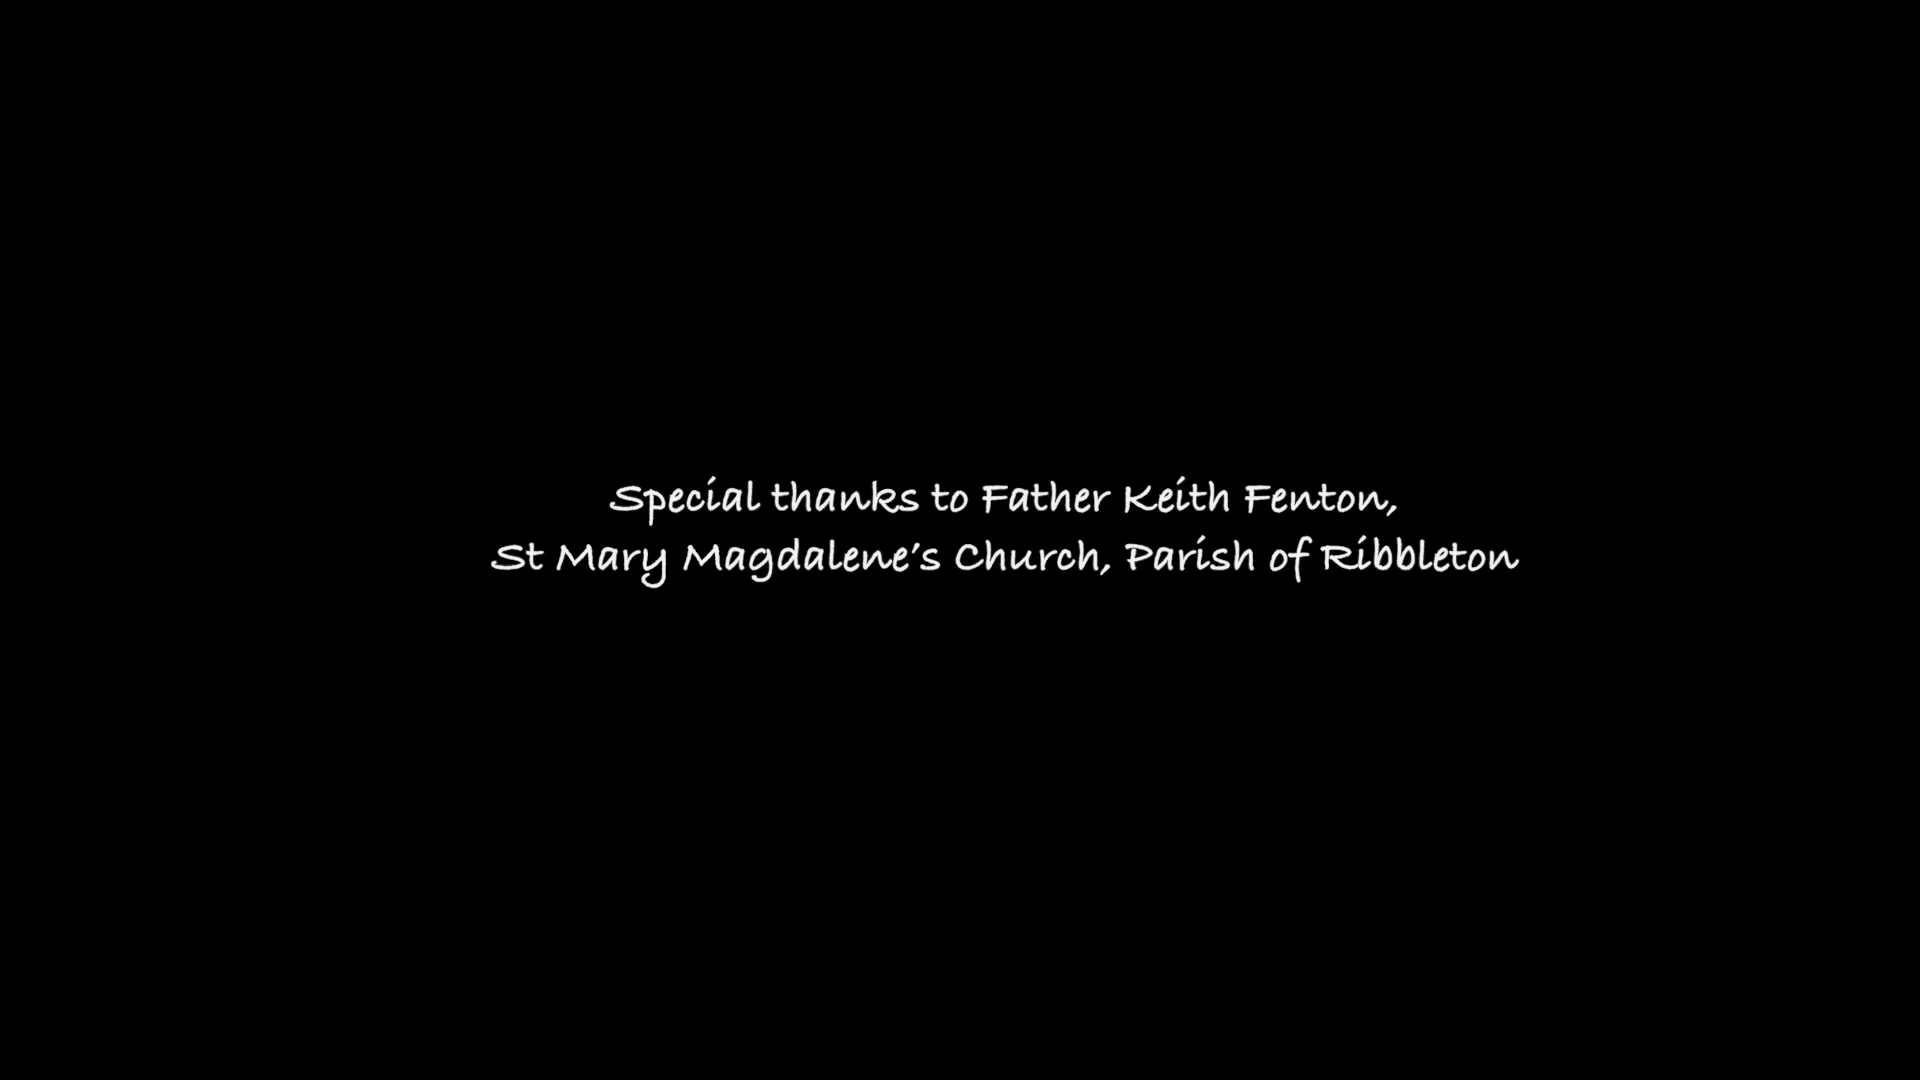 Special thanks to Father Keith Fenton,
St Mary Magdalene's Church, Parish of Ribbleton